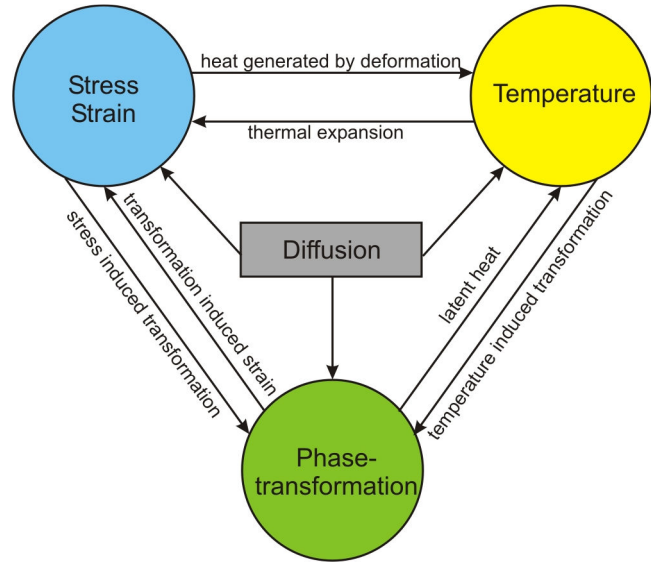 heat generated by deformation
Stress
Strain
Temperature
thermal expansion
stress induced transformation
transformation induced strain
Diffusion
latent heat
temperature induced transformation
Phase-
transformation